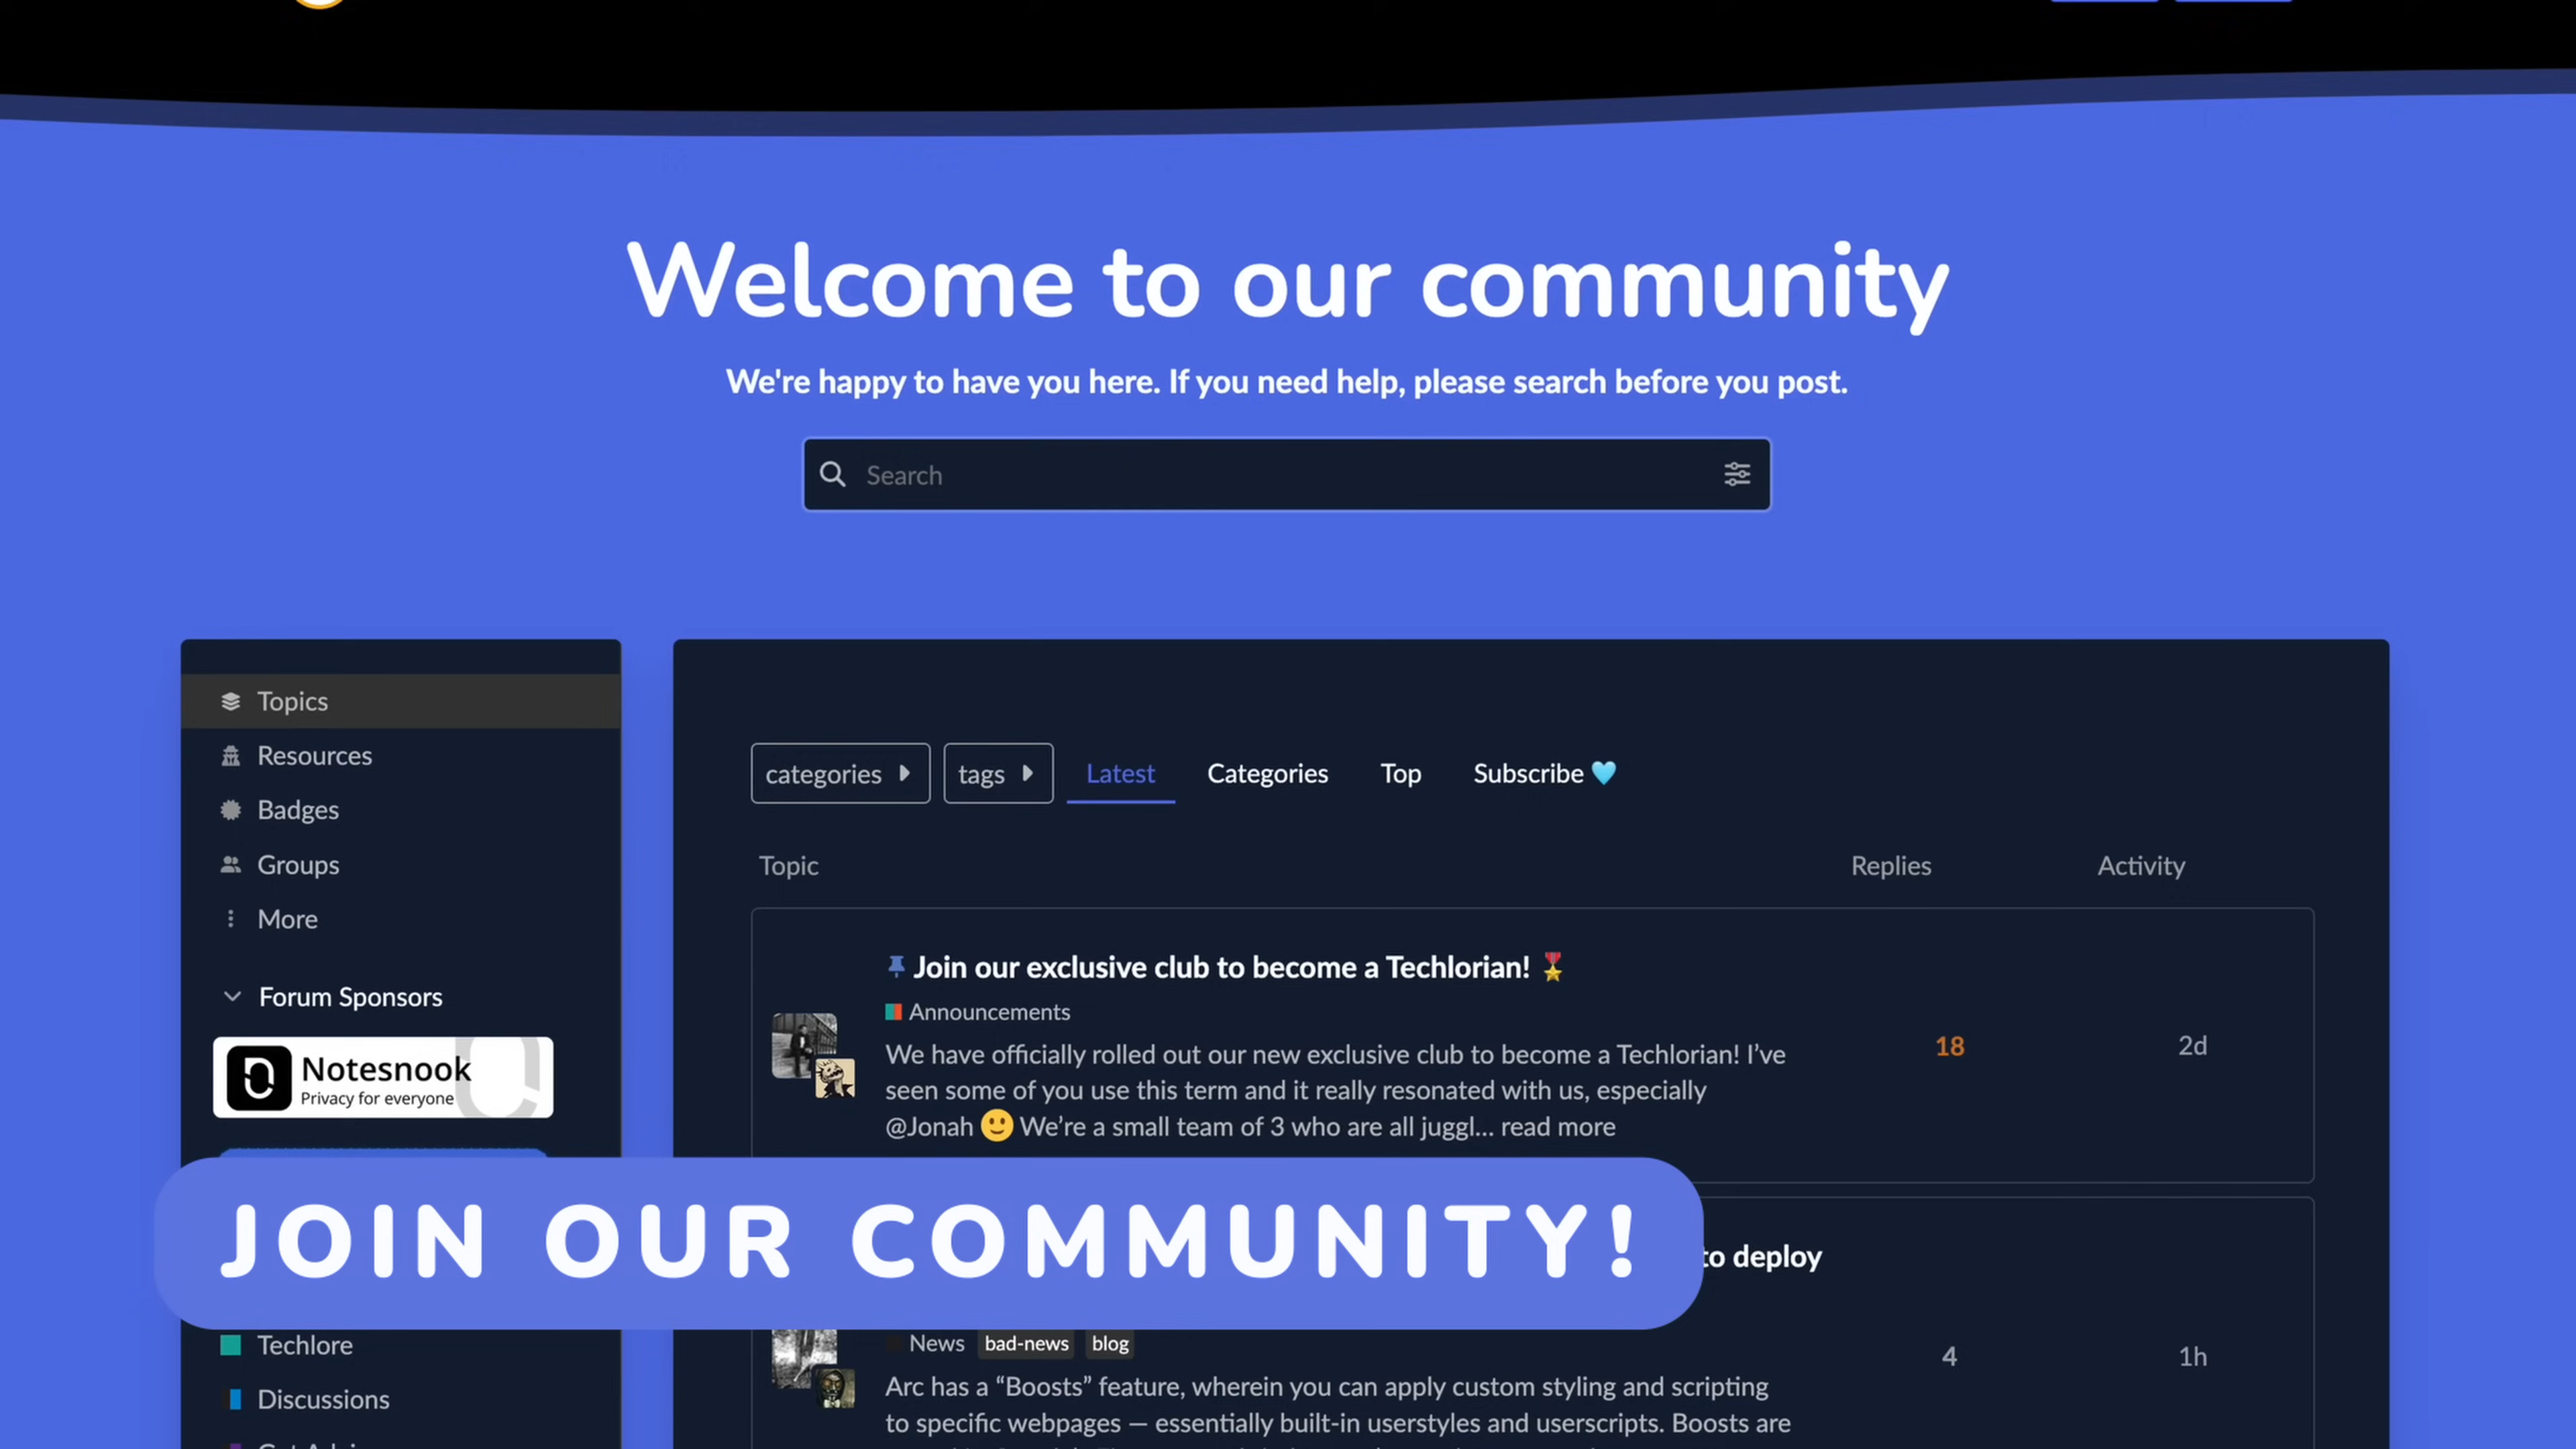 Welcome to our community
We're happy to have you here. If you need help, please search before you post.
Search
Topics
Resources
Badges
Groups
More
Forum Sponsors
Notesnook
Privacy for everyone
Techlore
Discussions
categories
tags
Latest
Categories
Top
Subscribe 🩵
Topic
Replies
Activity
Join our exclusive club to become a Techlorian! 🎖️
Announcements
We have officially rolled out our new exclusive club to become a Techlorian! I’ve
seen some of you use this term and it really resonated with us, especially
@Jonah 🙂 We’re a small team of 3 who are all juggl... read more
18
2d
JOIN OUR COMMUNITY!
to deploy
News bad-news blog
Arc has a “Boosts” feature, wherein you can apply custom styling and scripting
to specific webpages — essentially built-in userstyles and userscripts. Boosts are
4
1h